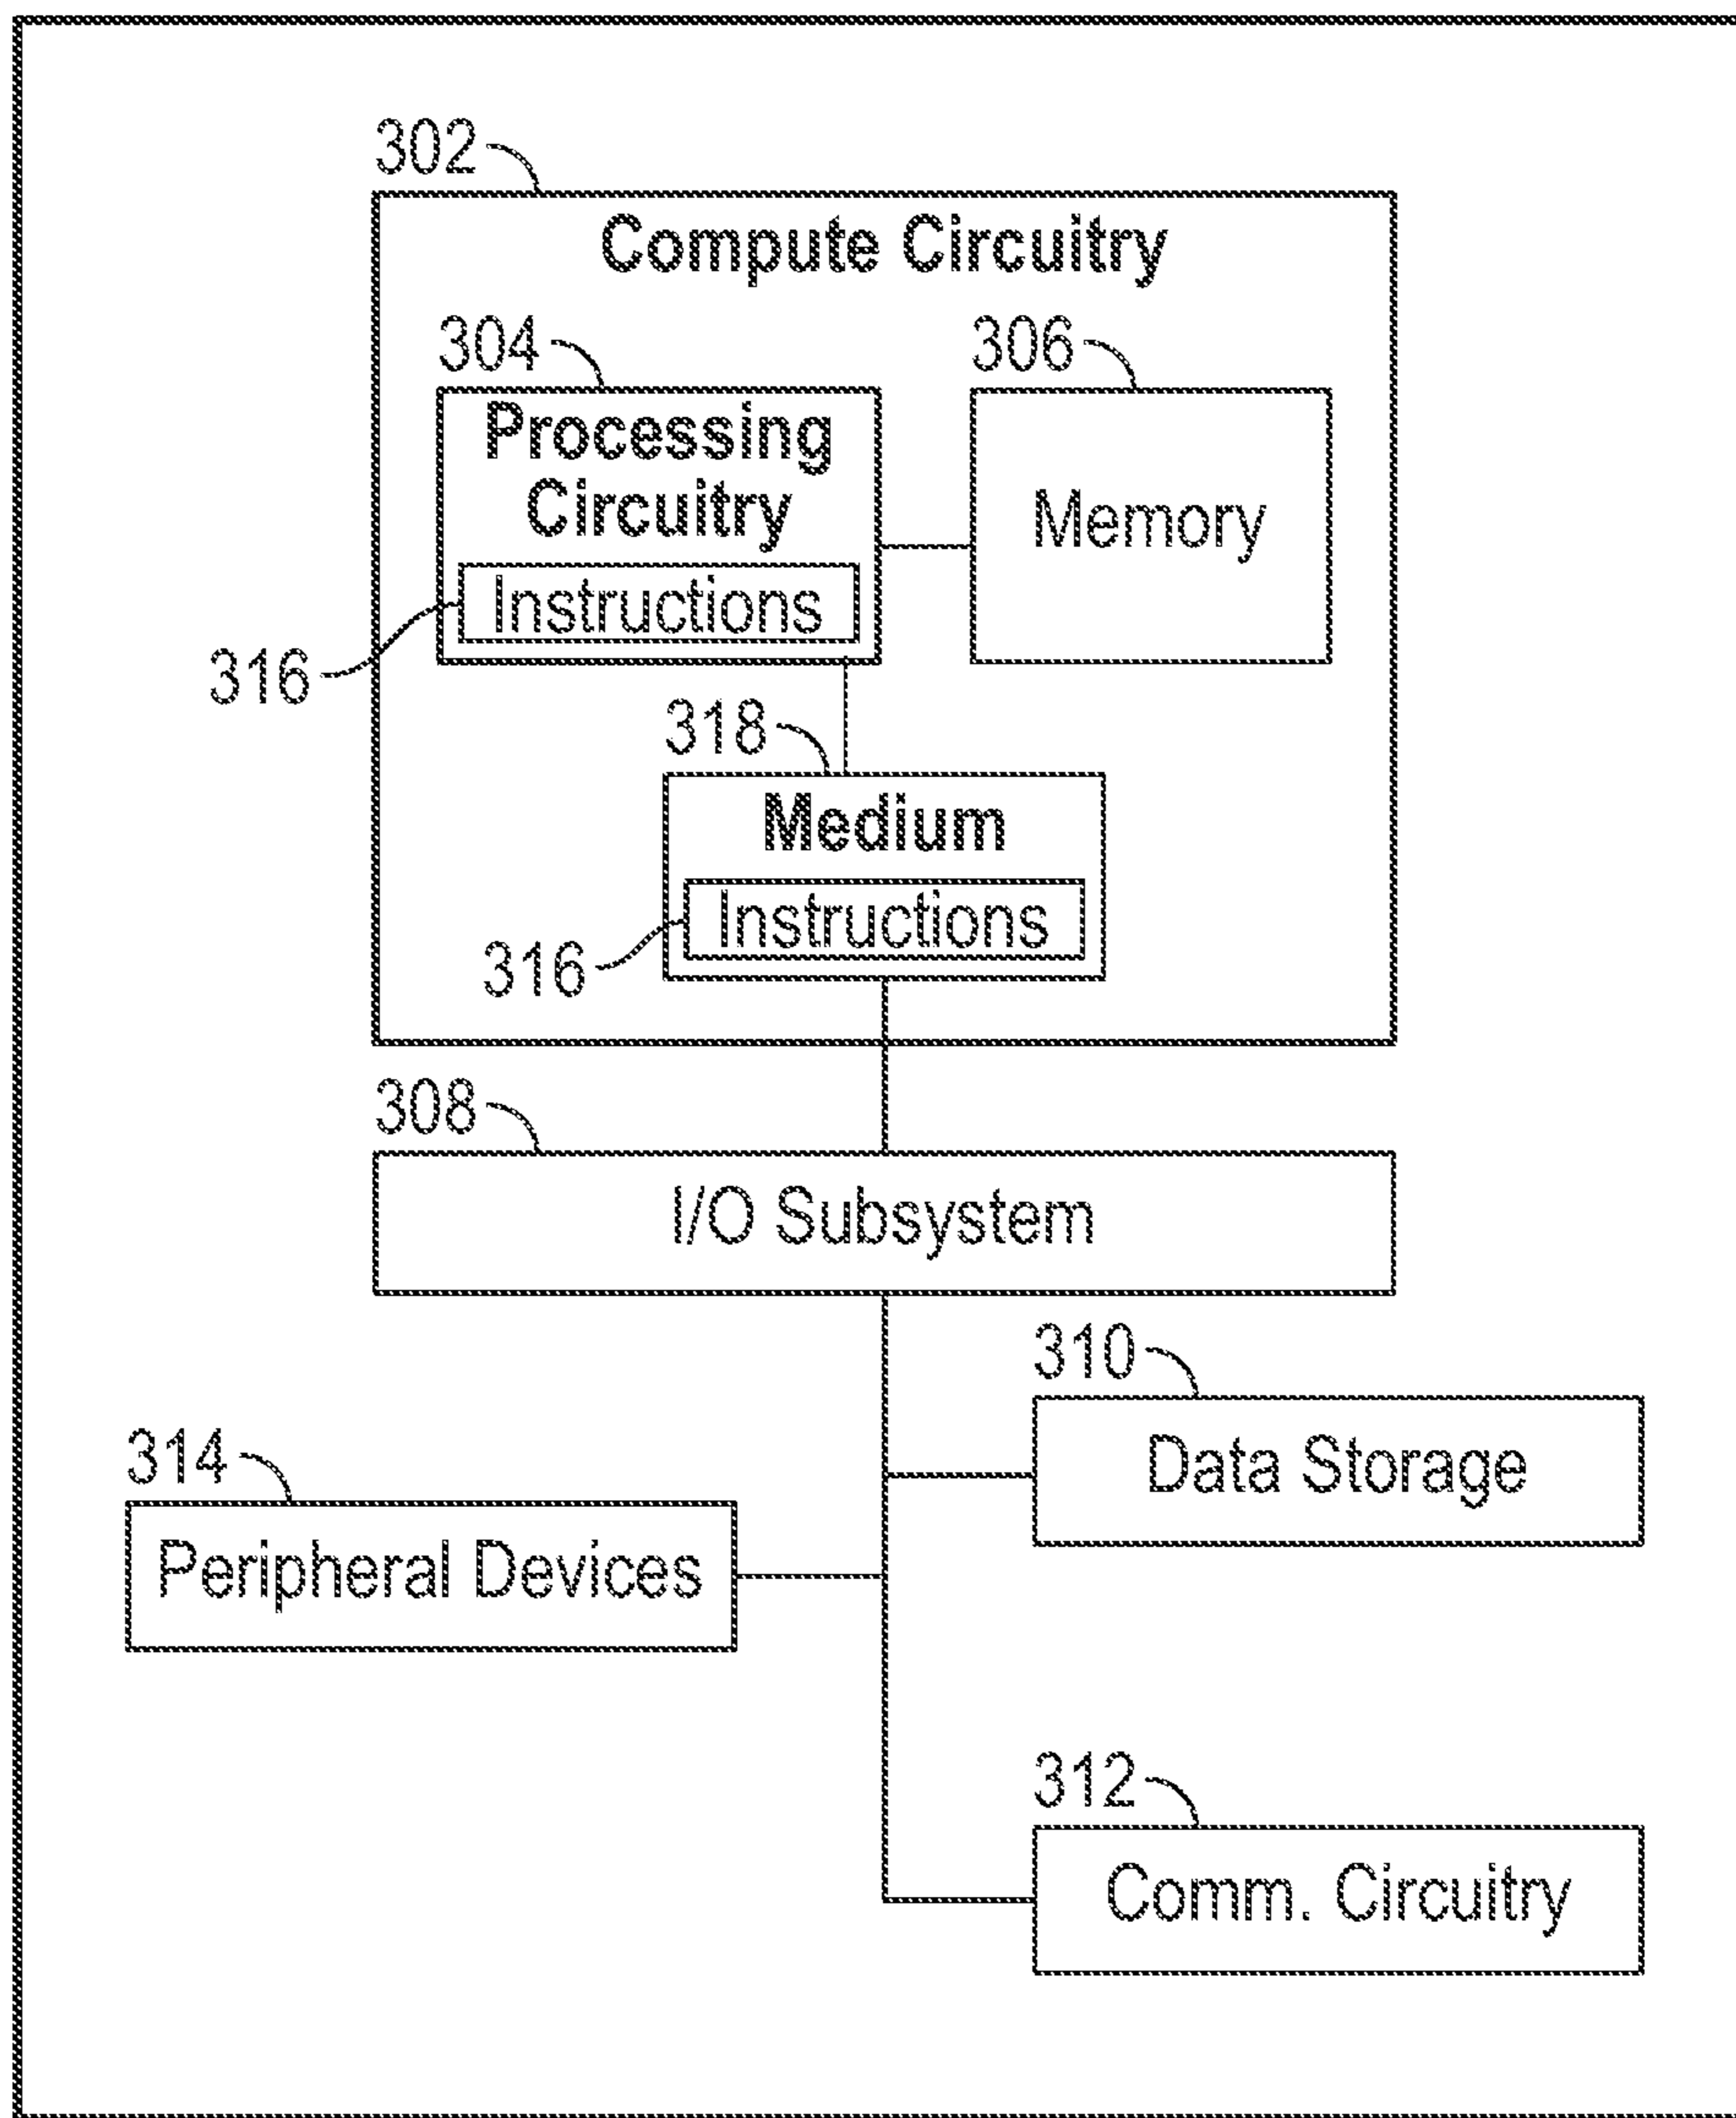 302
Compute Circuitry
304
306
Processing
Circuitry
Memory
Instructions
316
318
Medium
Instructions
316
308
I/O Subsystem
310
Data Storage
314
Peripheral Devices
312
Comm. Circuitry